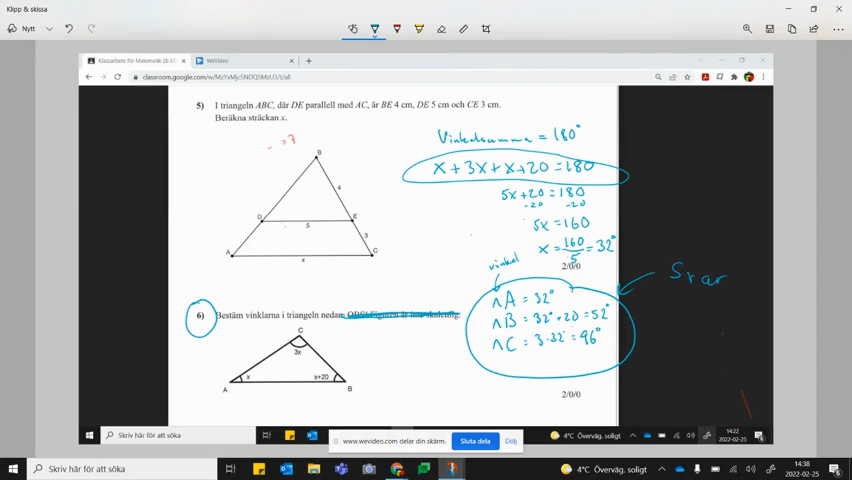 Klipp & skissa
Nytt
Klassarbete för Matematik 2b
WeVideo
classroom.google.com/w/MzYxMjc5NDQ5MzU3/t/all
5) I triangeln ABC, där DE parallell med AC, är BE 4 cm, DE 5 cm och CE 3 cm.
Beräkna sträckan x.
=7
B
4
D
E
5
3
A
C
x
Vinkelsumma = 180°
x+3x+x+20=180
5x+20=180
-20 -20
5x=160
x = 160/5 = 32°
2/0/0
vinkel
Svar
∧A = 32°
∧B = 32°+20 = 52°
∧C = 3·32° = 96°
6) Bestäm vinklarna i triangeln nedan.
C
3x
x
x+20
A
B
2/0/0
Skriv här för att söka
www.wevideo.com delar din skärm.
Sluta dela
Dölj
4°C Överväg. soligt
14:22
2022-02-25
Skriv här för att söka
4°C Överväg. soligt
14:38
2022-02-25